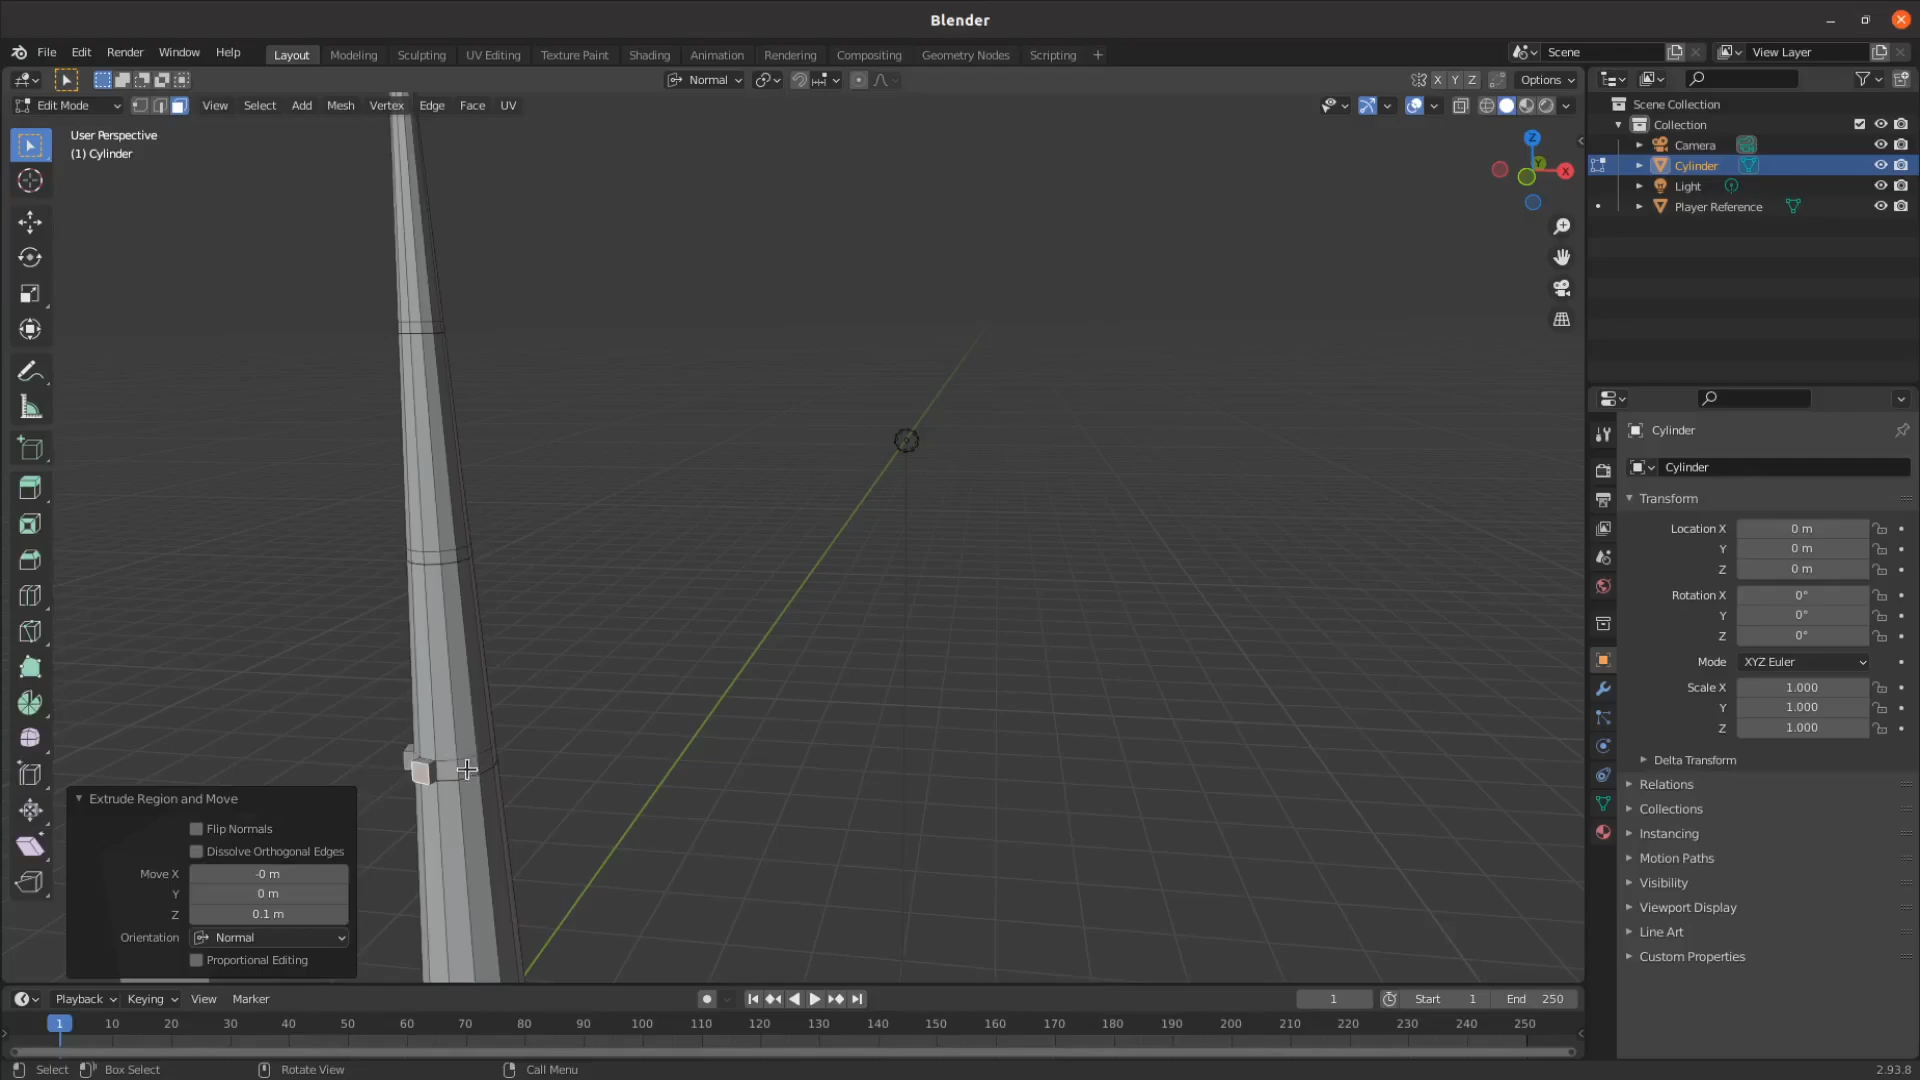 Blender
File Edit Render Window Help Layout Modeling Sculpting UV Editing Texture Paint Shading Animation Rendering Compositing Geometry Nodes Scripting + Scene View Layer
Normal X Y Z Options
Edit Mode View Select Add Mesh Vertex Edge Face UV
User Perspective
(1) Cylinder
Z
Y
X
Scene Collection
Collection
Camera
Cylinder
Light
Player Reference
Cylinder
Cylinder
Transform
Location X 0 m
Y 0 m
Z 0 m
Rotation X 0°
Y 0°
Z 0°
Mode XYZ Euler
Scale X 1.000
Y 1.000
Z 1.000
Delta Transform
Relations
Collections
Instancing
Motion Paths
Visibility
Viewport Display
Line Art
Custom Properties
Extrude Region and Move
Flip Normals
Dissolve Orthogonal Edges
Move X -0 m
Y 0 m
Z 0.1 m
Orientation Normal
Proportional Editing
Playback Keying View Marker 1 Start 1 End 250
1 10 20 30 40 50 60 70 80 90 100 110 120 130 140 150 160 170 180 190 200 210 220 230 240 250
Select Box Select Rotate View Call Menu 2.93.8